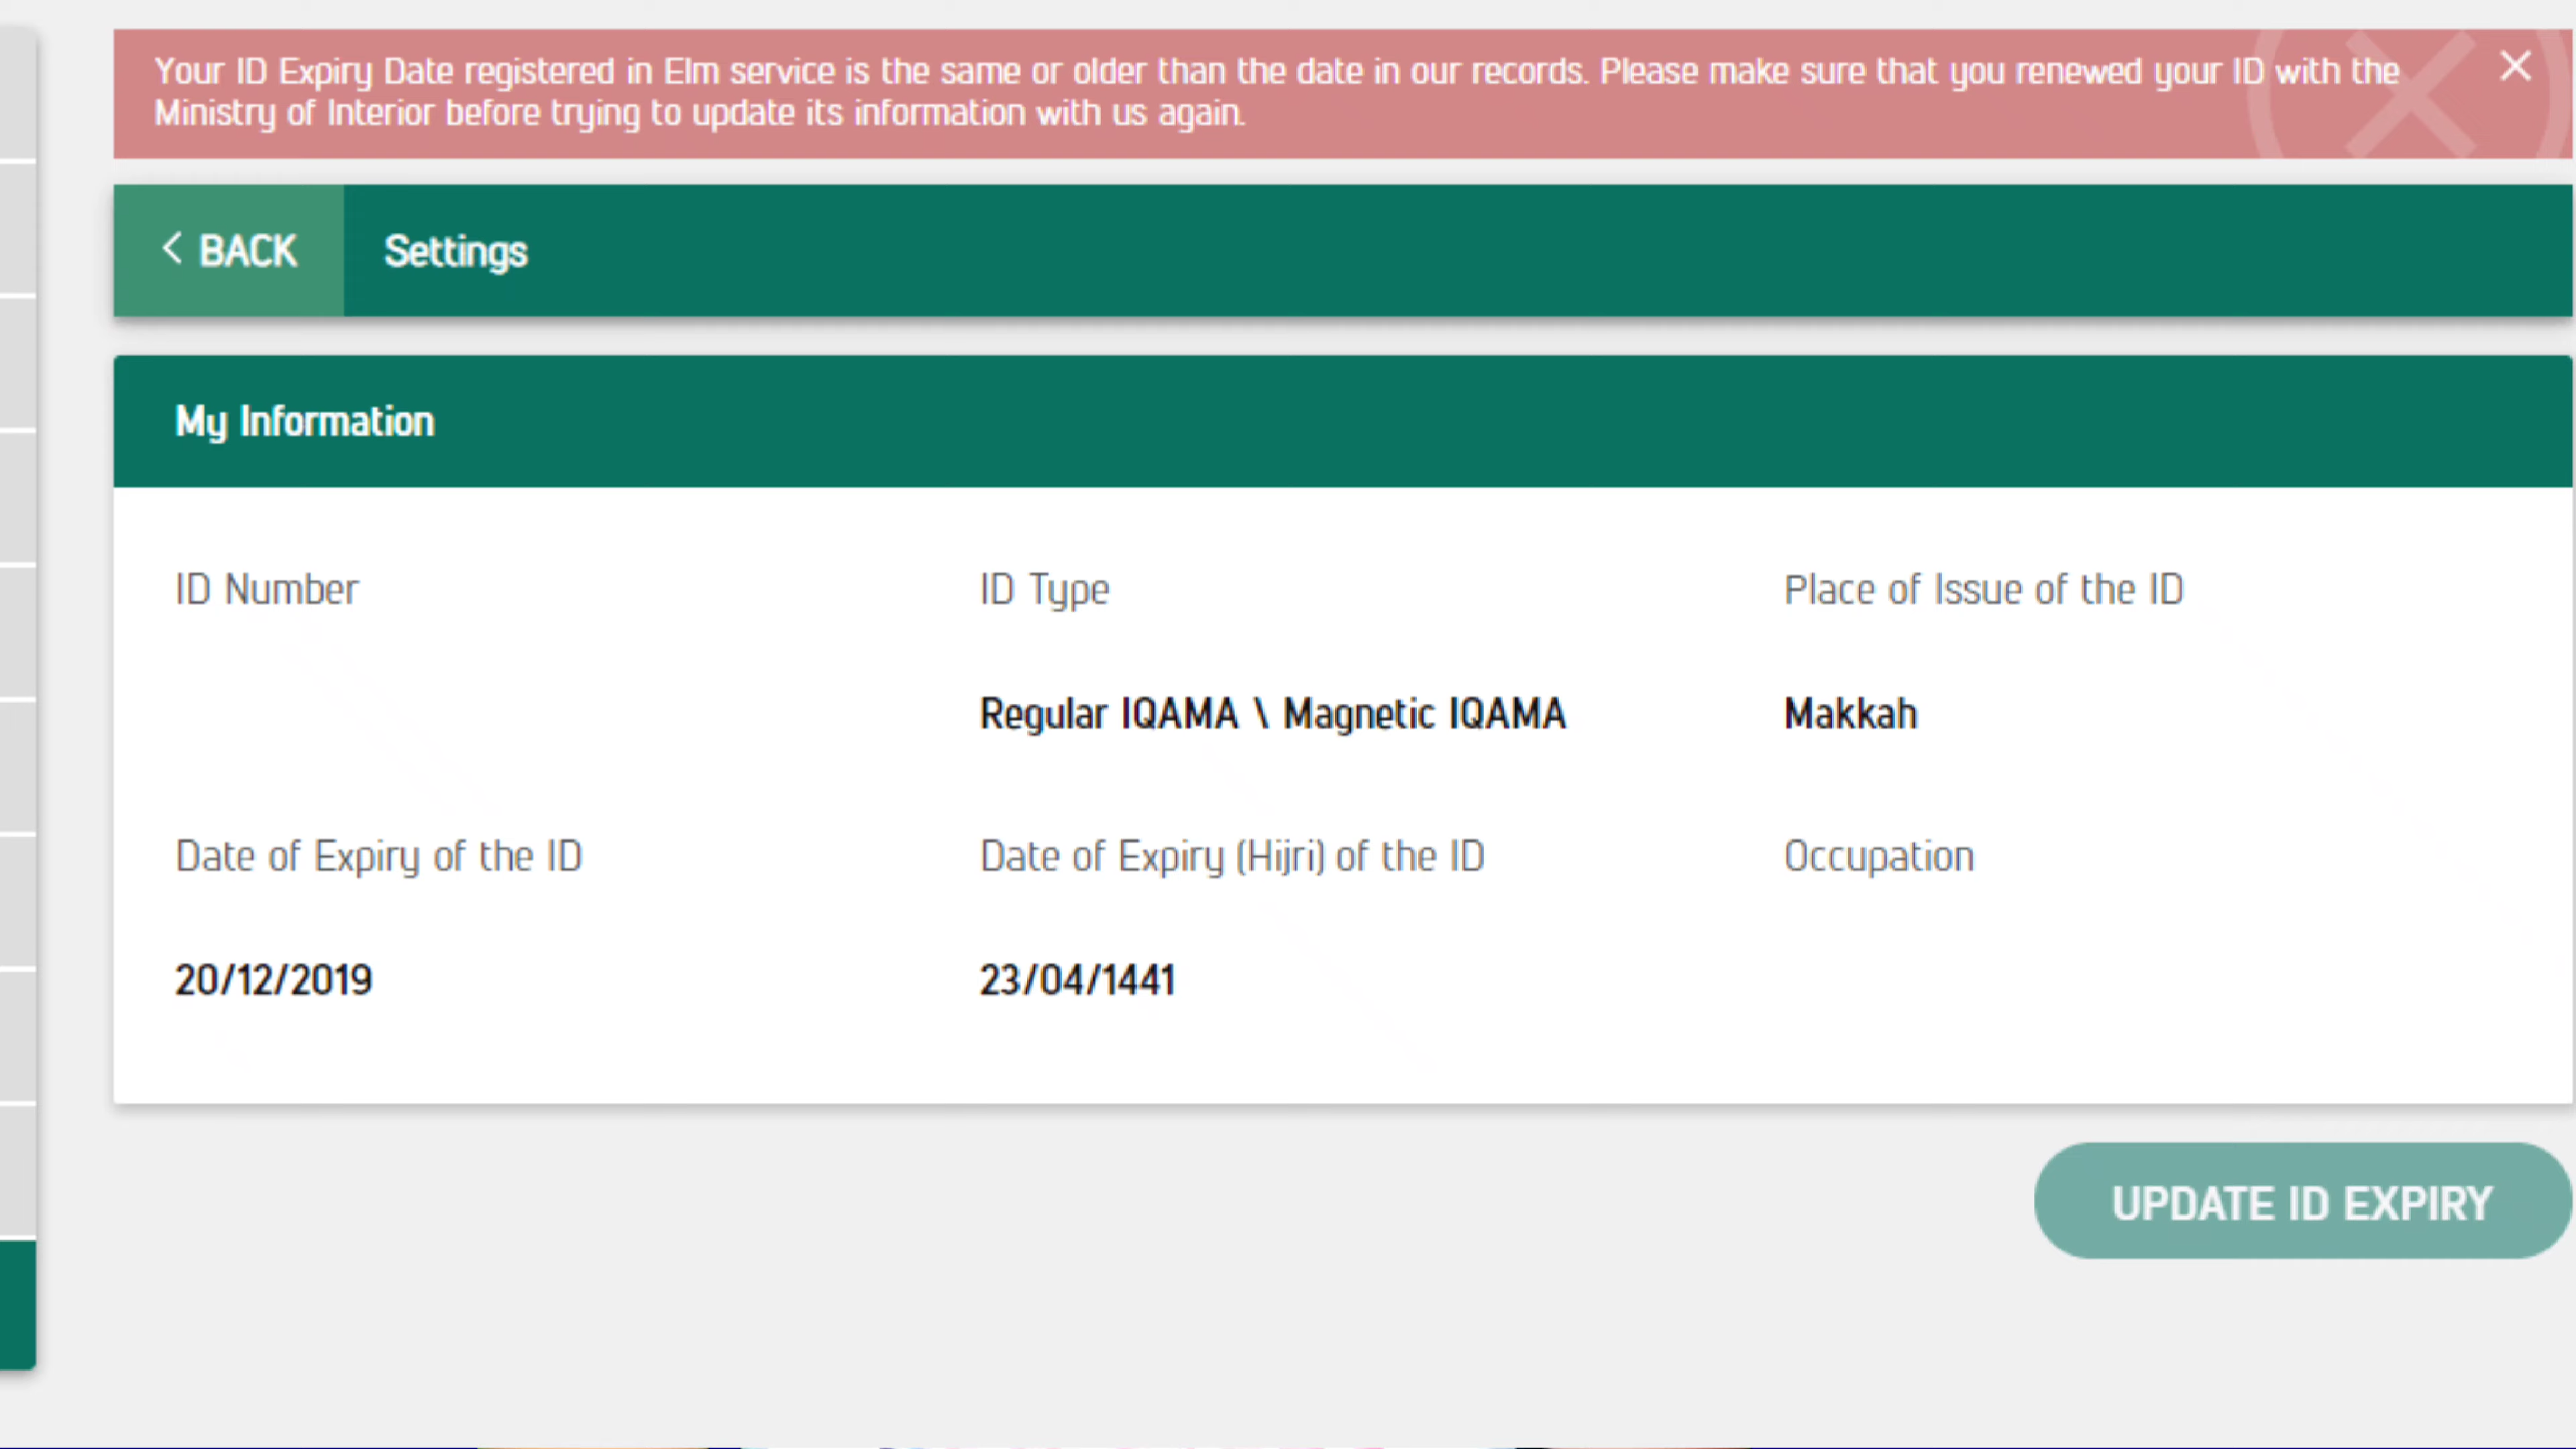 Your ID Expiry Date registered in Elm service is the same or older than the date in our records. Please make sure that you renewed your ID with the
Ministry of Interior before trying to update its information with us again.
BACK
Settings
My Information
ID Number
ID Type
Place of Issue of the ID
Regular IQAMA \ Magnetic IQAMA
Makkah
Date of Expiry of the ID
Date of Expiry (Hijri) of the ID
Occupation
20/12/2019
23/04/1441
UPDATE ID EXPIRY